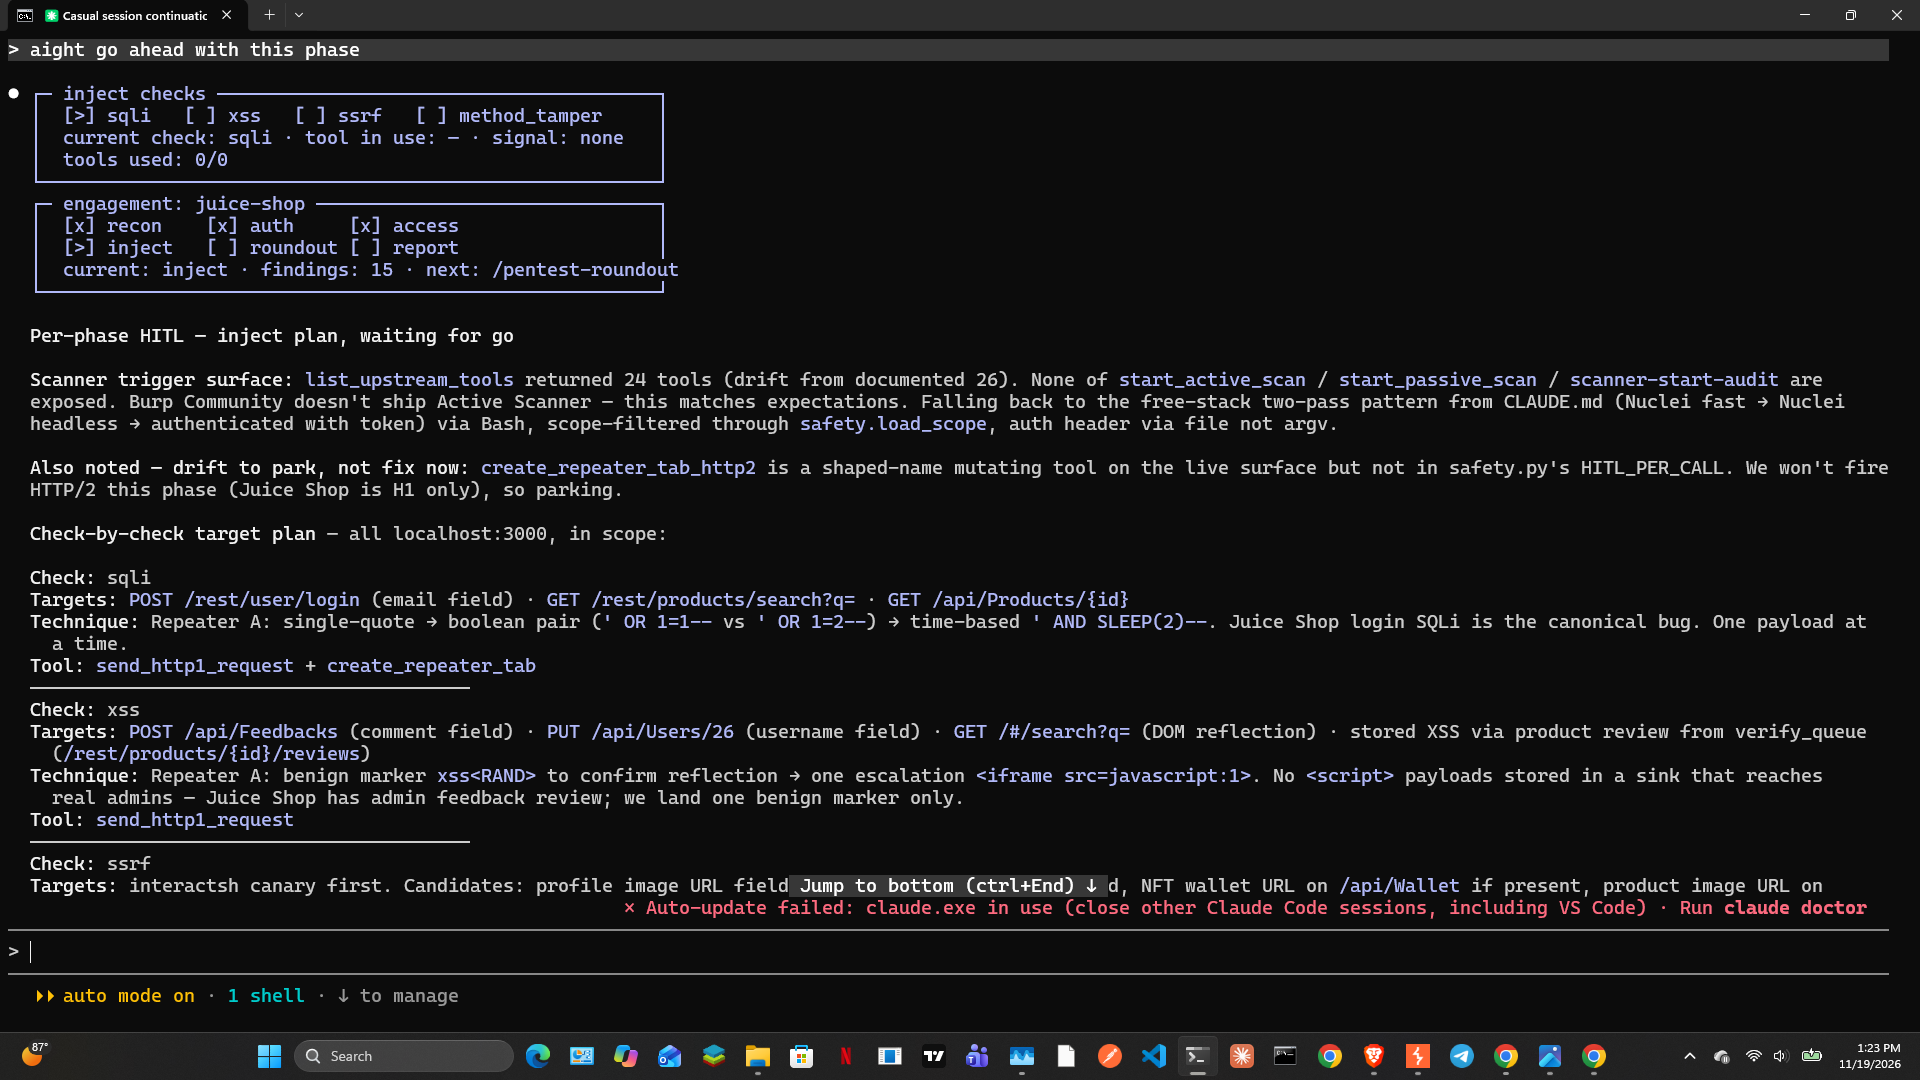 Casual session continuatic
> aight go ahead with this phase
● inject checks
[>] sqli [ ] xss [ ] ssrf [ ] method_tamper
current check: sqli · tool in use: — · signal: none
tools used: 0/0
engagement: juice-shop
[x] recon [x] auth [x] access
[>] inject [ ] roundout [ ] report
current: inject · findings: 15 · next: /pentest-roundout
Per-phase HITL — inject plan, waiting for go
Scanner trigger surface: list_upstream_tools returned 24 tools (drift from documented 26). None of start_active_scan / start_passive_scan / scanner-start-audit are
exposed. Burp Community doesn't ship Active Scanner — this matches expectations. Falling back to the free-stack two-pass pattern from CLAUDE.md (Nuclei fast → Nuclei
headless → authenticated with token) via Bash, scope-filtered through safety.load_scope, auth header via file not argv.
Also noted — drift to park, not fix now: create_repeater_tab_http2 is a shaped-name mutating tool on the live surface but not in safety.py's HITL_PER_CALL. We won't fire
HTTP/2 this phase (Juice Shop is H1 only), so parking.
Check-by-check target plan — all localhost:3000, in scope:
Check: sqli
Targets: POST /rest/user/login (email field) · GET /rest/products/search?q= · GET /api/Products/{id}
Technique: Repeater A: single-quote → boolean pair (' OR 1=1-- vs ' OR 1=2--) → time-based ' AND SLEEP(2)--. Juice Shop login SQLi is the canonical bug. One payload at
a time.
Tool: send_http1_request + create_repeater_tab
Check: xss
Targets: POST /api/Feedbacks (comment field) · PUT /api/Users/26 (username field) · GET /#/search?q= (DOM reflection) · stored XSS via product review from verify_queue
(/rest/products/{id}/reviews)
Technique: Repeater A: benign marker xss<RAND> to confirm reflection → one escalation <iframe src=javascript:1>. No <script> payloads stored in a sink that reaches
real admins — Juice Shop has admin feedback review; we land one benign marker only.
Tool: send_http1_request
Check: ssrf
Targets: interactsh canary first. Candidates: profile image URL field Jump to bottom (ctrl+End) ↓ d, NFT wallet URL on /api/Wallet if present, product image URL on
× Auto-update failed: claude.exe in use (close other Claude Code sessions, including VS Code) · Run claude doctor
>
auto mode on · 1 shell · ↓ to manage
87°
Search
1:23 PM
11/19/2026